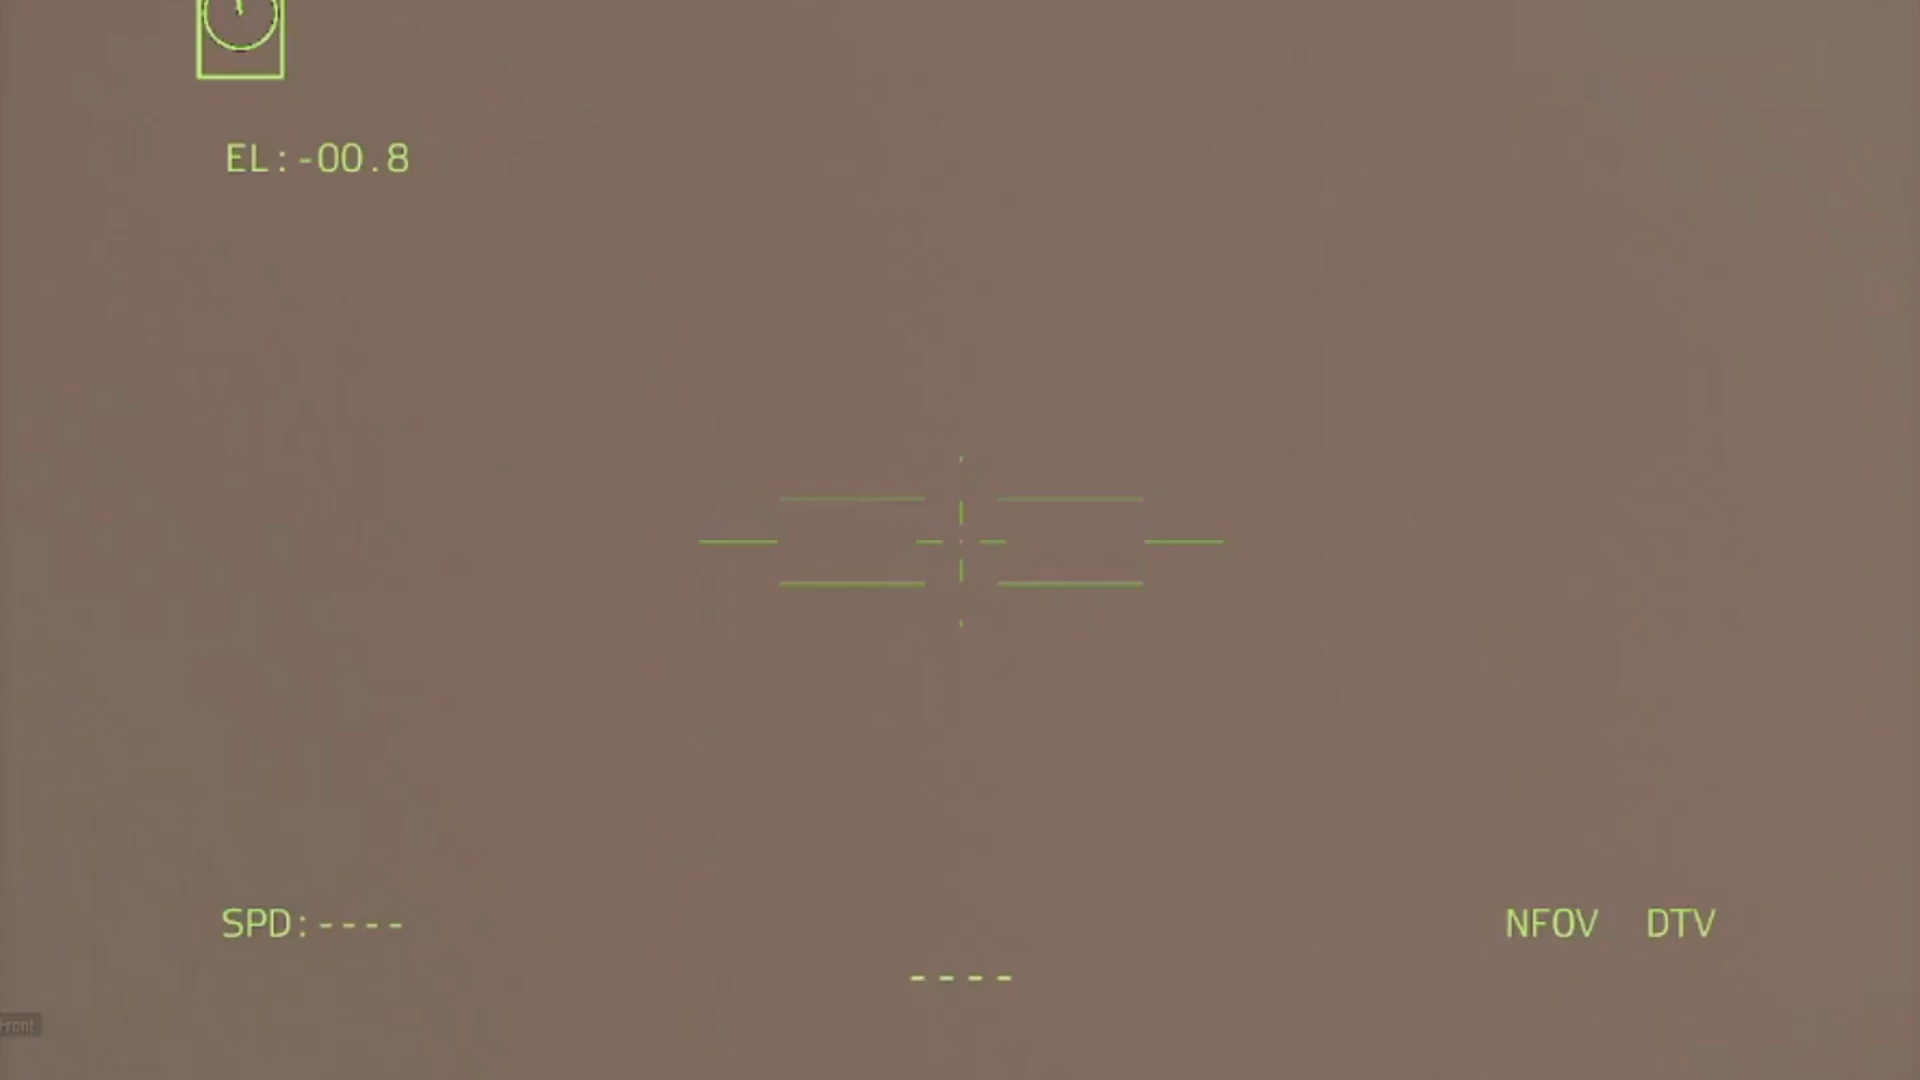 EL:-00.8
SPD:----
NFOV DTV
----
Front